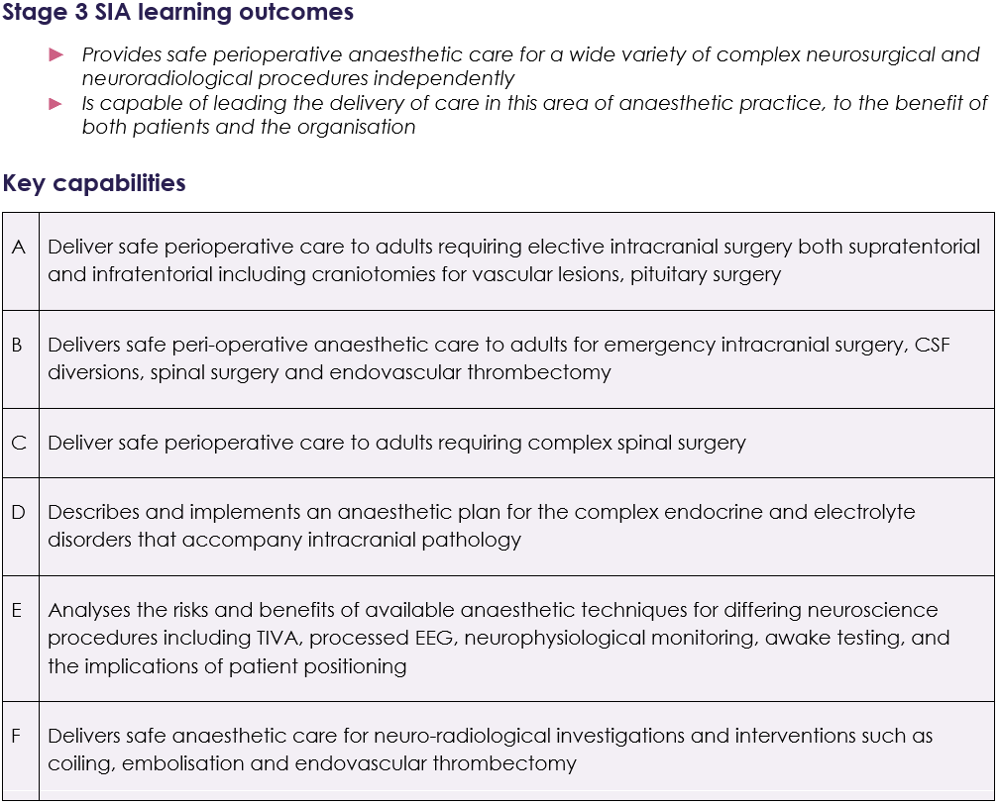 Stage 3 SIA learning outcomes
Provides safe perioperative anaesthetic care for a wide variety of complex neurosurgical and
neuroradiological procedures independently
Is capable of leading the delivery of care in this area of anaesthetic practice, to the benefit of
both patients and the organisation
Key capabilities
A Deliver safe perioperative care to adults requiring elective intracranial surgery both supratentorial
and infratentorial including craniotomies for vascular lesions, pituitary surgery
B Delivers safe peri-operative anaesthetic care to adults for emergency intracranial surgery, CSF
diversions, spinal surgery and endovascular thrombectomy
C Deliver safe perioperative care to adults requiring complex spinal surgery
D Describes and implements an anaesthetic plan for the complex endocrine and electrolyte
disorders that accompany intracranial pathology
E Analyses the risks and benefits of available anaesthetic techniques for differing neuroscience
procedures including TIVA, processed EEG, neurophysiological monitoring, awake testing, and
the implications of patient positioning
F Delivers safe anaesthetic care for neuro-radiological investigations and interventions such as
coiling, embolisation and endovascular thrombectomy